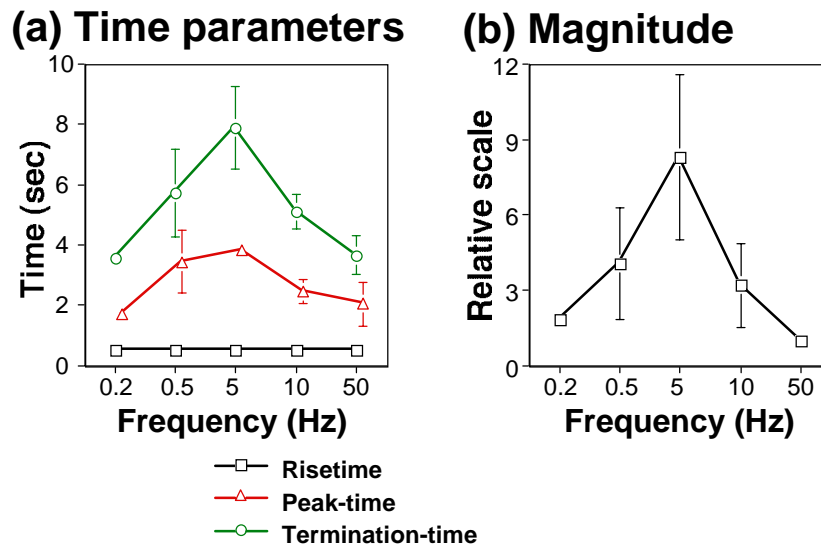 (a) Time parameters
(b) Magnitude
10
8
6
4
2
0
Time (sec)
0.2 0.5 5 10 50
Frequency (Hz)
12
9
6
3
0
Relative scale
0.2 0.5 5 10 50
Frequency (Hz)
Risetime
Peak-time
Termination-time